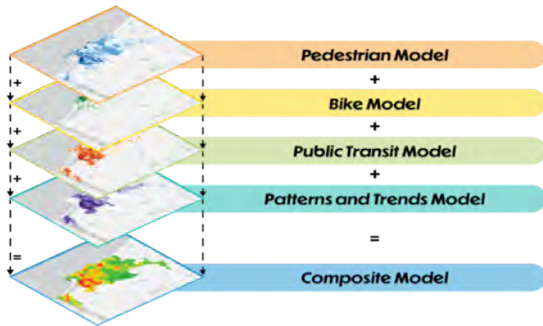 Pedestrian Model
+
+
Bike Model
+
+
Public Transit Model
+
+
Patterns and Trends Model
=
=
Composite Model